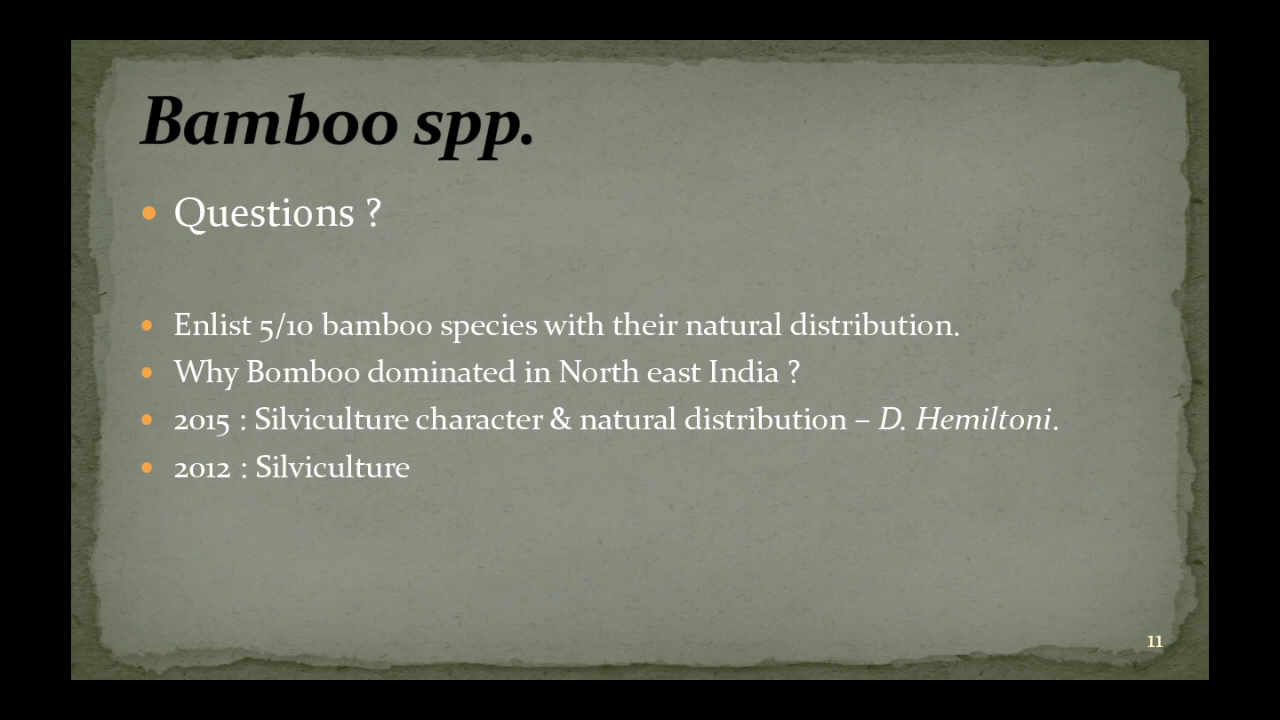 Bamboo spp.
Questions ?
Enlist 5/10 bamboo species with their natural distribution.
Why Bomboo dominated in North east India ?
2015 : Silviculture character & natural distribution – D. Hemiltoni.
2012 : Silviculture
11